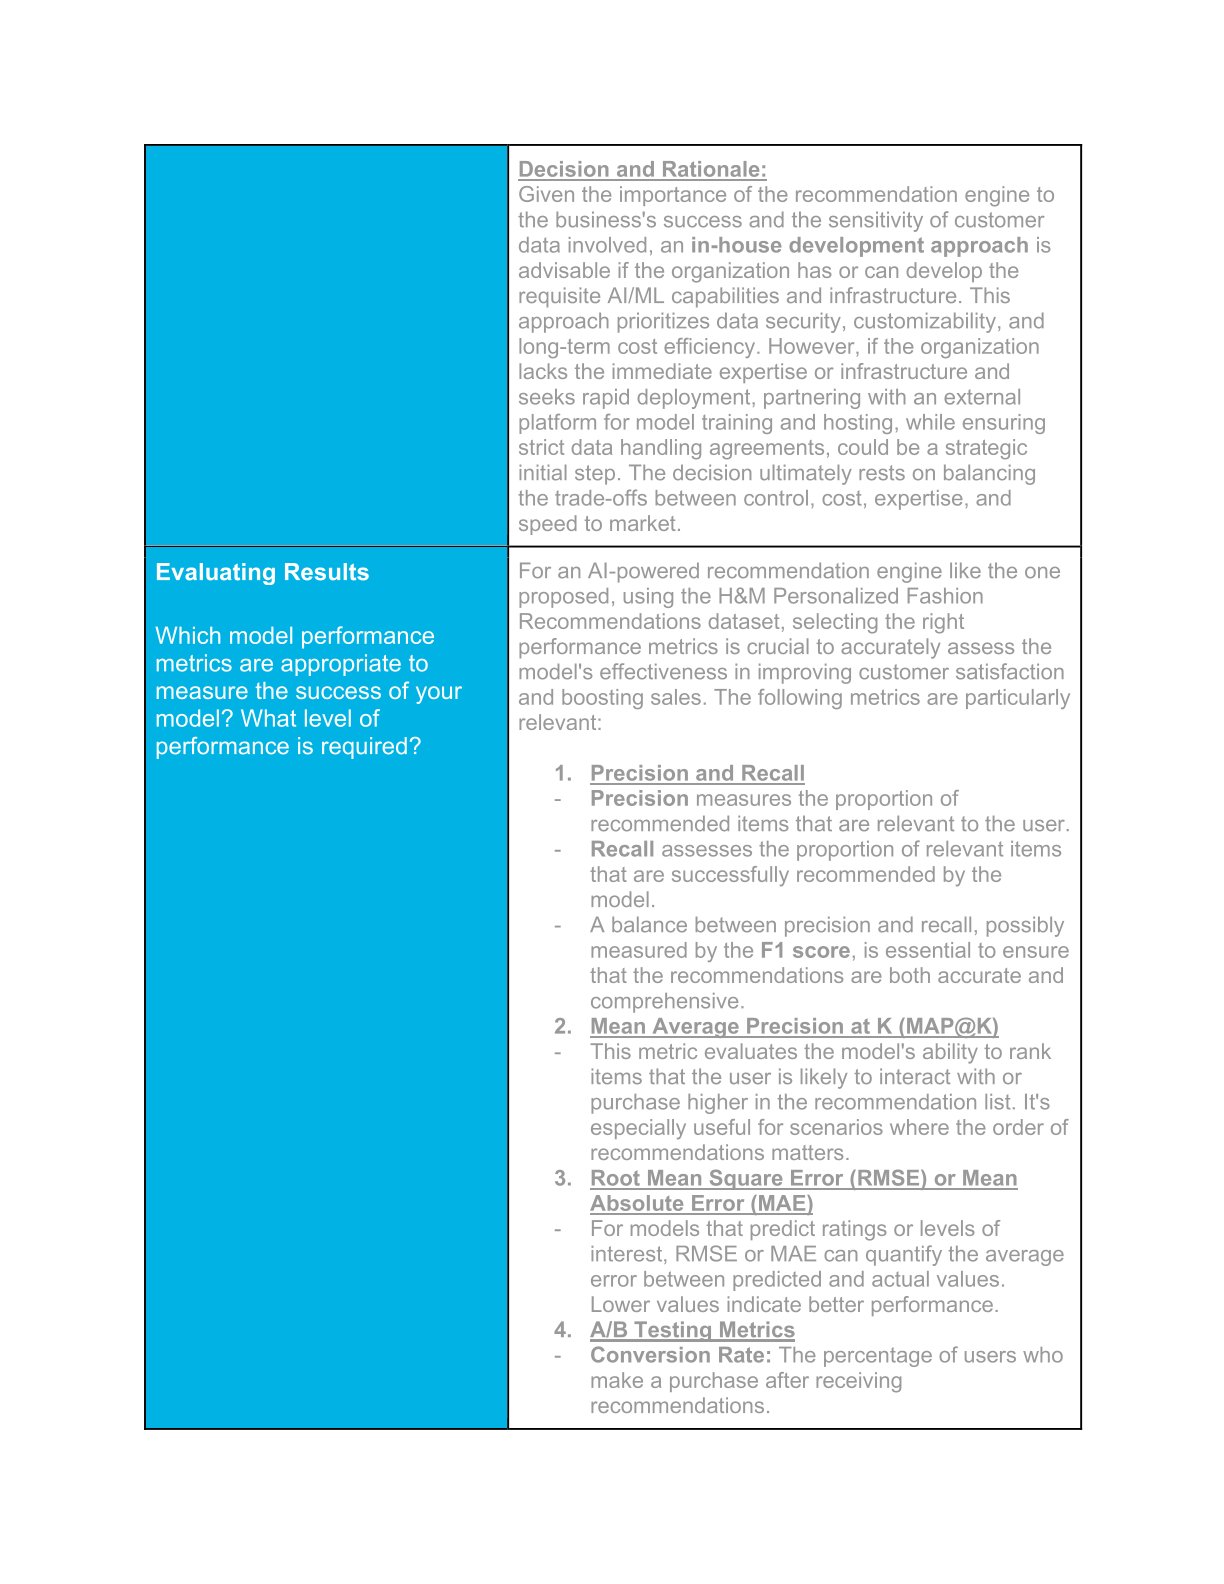 Decision and Rationale:
Given the importance of the recommendation engine to
the business's success and the sensitivity of customer
data involved, an in-house development approach is
advisable if the organization has or can develop the
requisite AI/ML capabilities and infrastructure. This
approach prioritizes data security, customizability, and
long-term cost efficiency. However, if the organization
lacks the immediate expertise or infrastructure and
seeks rapid deployment, partnering with an external
platform for model training and hosting, while ensuring
strict data handling agreements, could be a strategic
initial step. The decision ultimately rests on balancing
the trade-offs between control, cost, expertise, and
speed to market.
Evaluating Results
Which model performance
metrics are appropriate to
measure the success of your
model? What level of
performance is required?
For an AI-powered recommendation engine like the one
proposed, using the H&M Personalized Fashion
Recommendations dataset, selecting the right
performance metrics is crucial to accurately assess the
model's effectiveness in improving customer satisfaction
and boosting sales. The following metrics are particularly
relevant:
1. Precision and Recall
- Precision measures the proportion of
recommended items that are relevant to the user.
- Recall assesses the proportion of relevant items
that are successfully recommended by the
model.
- A balance between precision and recall, possibly
measured by the F1 score, is essential to ensure
that the recommendations are both accurate and
comprehensive.
2. Mean Average Precision at K (MAP@K)
- This metric evaluates the model's ability to rank
items that the user is likely to interact with or
purchase higher in the recommendation list. It's
especially useful for scenarios where the order of
recommendations matters.
3. Root Mean Square Error (RMSE) or Mean
Absolute Error (MAE)
- For models that predict ratings or levels of
interest, RMSE or MAE can quantify the average
error between predicted and actual values.
Lower values indicate better performance.
4. A/B Testing Metrics
- Conversion Rate: The percentage of users who
make a purchase after receiving
recommendations.